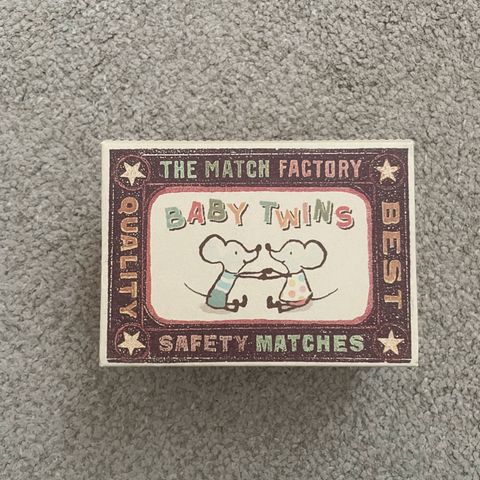 THE MATCH FACTORY
BABY TWINS
QUALITY
BEST
SAFETY MATCHES